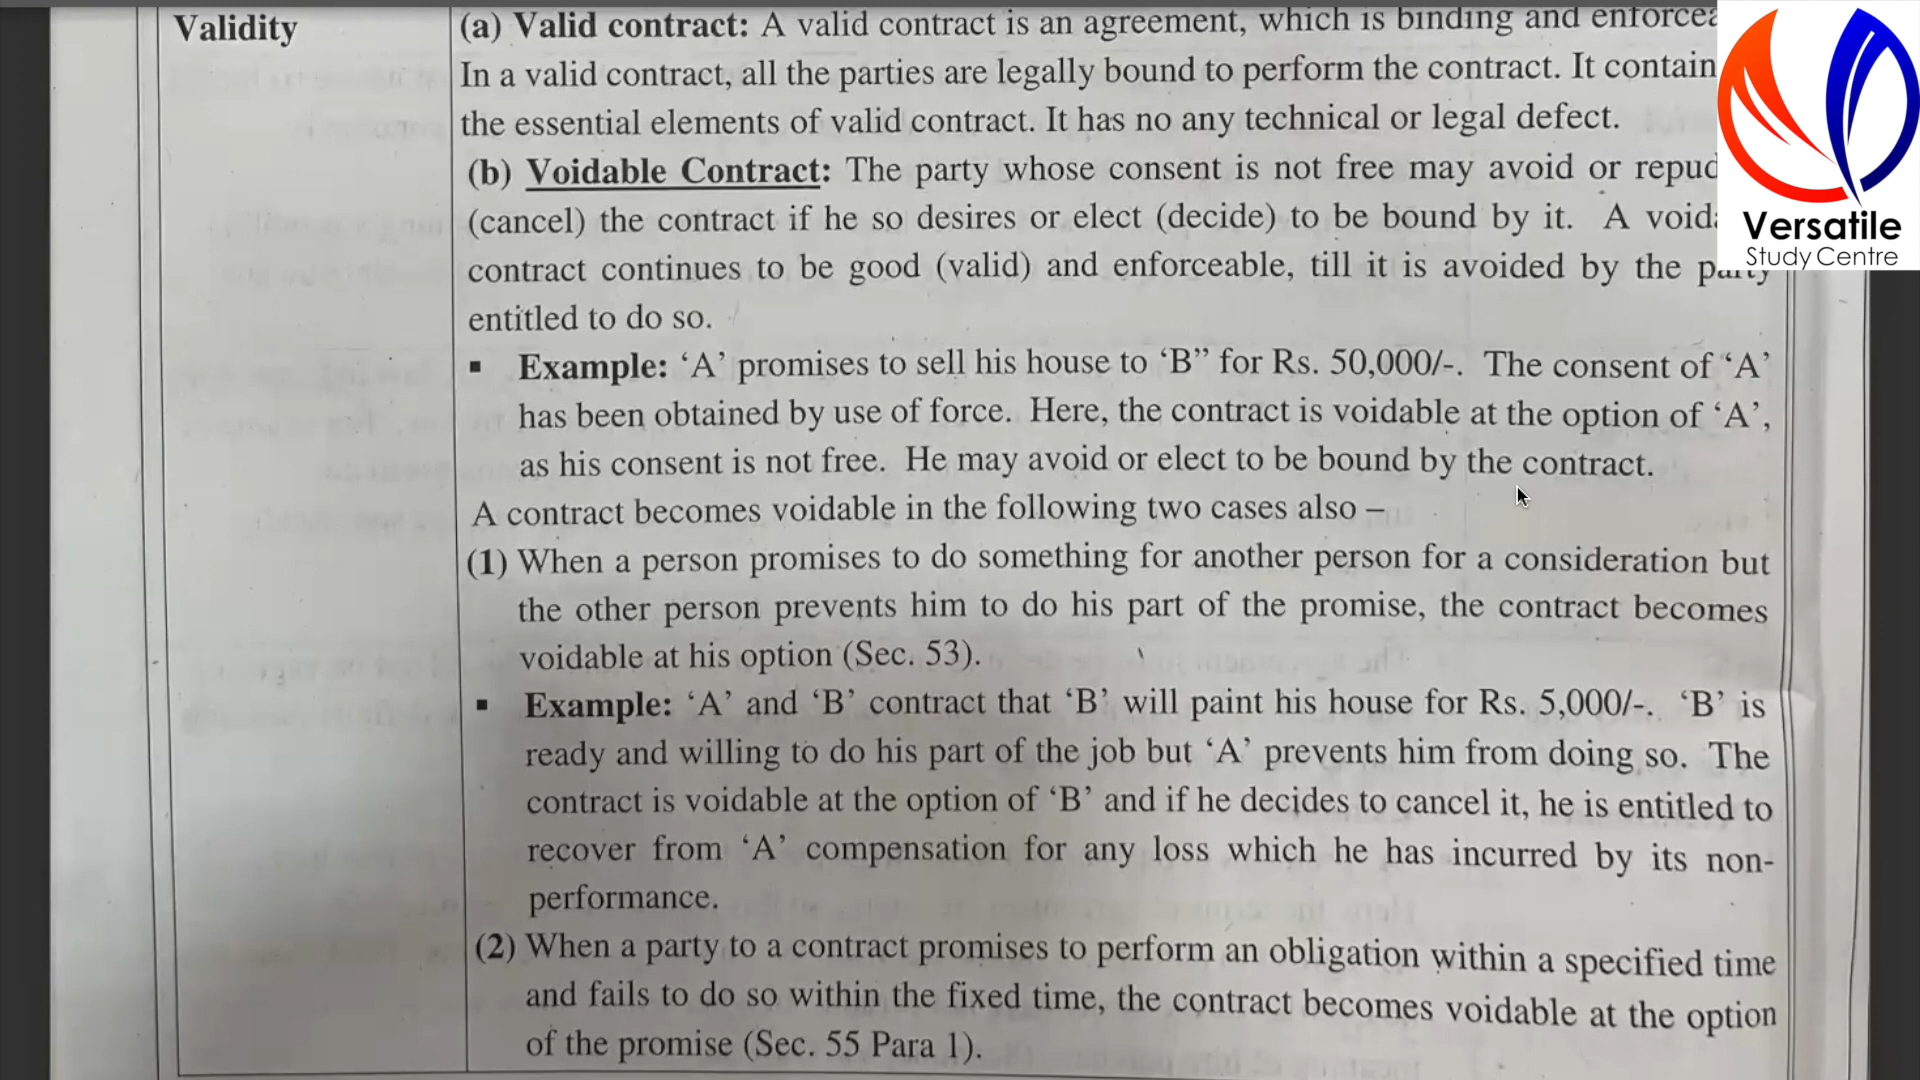 Validity
(a) Valid contract: A valid contract is an agreement, which is binding and
In a valid contract, all the parties are legally bound to perform the contract. It contain
the essential elements of valid contract. It has no any technical or legal defect.
(b) Voidable Contract: The party whose consent is not free may avoid or repud
(cancel) the contract if he so desires or elect (decide) to be bound by it. A void
contract continues to be good (valid) and enforceable, till it is avoided by the party
entitled to do so.
▪ Example: ‘A’ promises to sell his house to ‘B” for Rs. 50,000/-. The consent of ‘A’
has been obtained by use of force. Here, the contract is voidable at the option of ‘A’,
as his consent is not free. He may avoid or elect to be bound by the contract.
A contract becomes voidable in the following two cases also –
(1) When a person promises to do something for another person for a consideration but
the other person prevents him to do his part of the promise, the contract becomes
voidable at his option (Sec. 53).
▪ Example: ‘A’ and ‘B’ contract that ‘B’ will paint his house for Rs. 5,000/-. ‘B’ is
ready and willing to do his part of the job but ‘A’ prevents him from doing so. The
contract is voidable at the option of ‘B’ and if he decides to cancel it, he is entitled to
recover from ‘A’ compensation for any loss which he has incurred by its non-
performance.
(2) When a party to a contract promises to perform an obligation within a specified time
and fails to do so within the fixed time, the contract becomes voidable at the option
of the promise (Sec. 55 Para 1).
Versatile
Study Centre